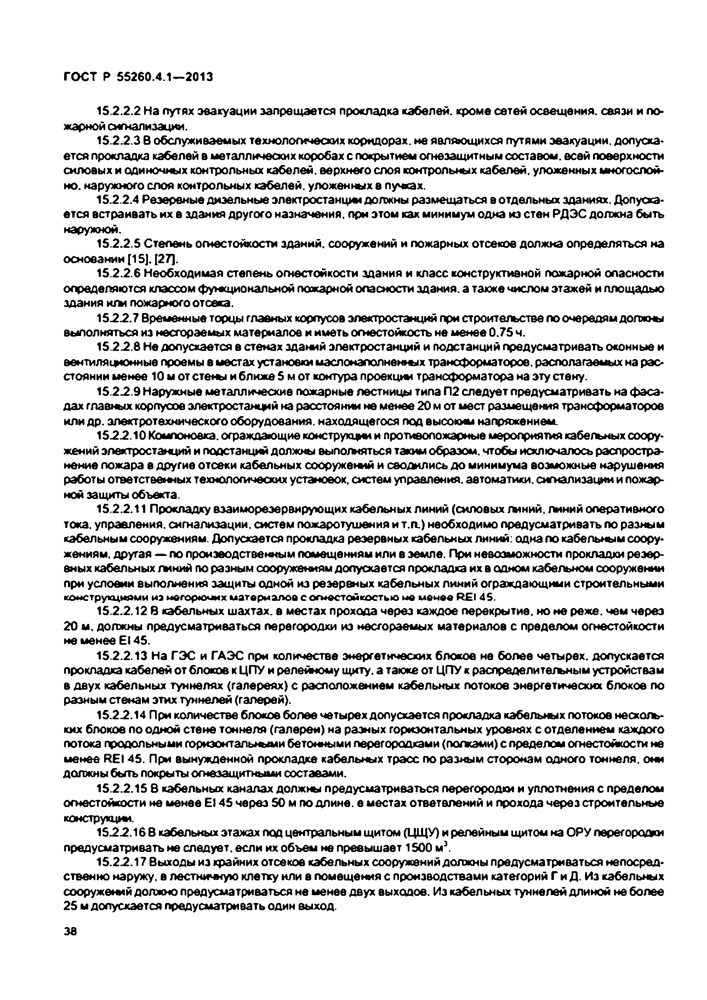 ГОСТ Р 55260.4.1—2013
15.2.2.2 На путях эвакуации запрещается прокладка кабелей, кроме сетей освещения, связи и по-
жарной сигнализации.
15.2.2.3 В обслуживаемых технологических коридорах, не являющихся путями эвакуации, допуска-
ется прокладка кабелей в металлических коробах с покрытием огнезащитным составом, всей поверхности
силовых и одиночных контрольных кабелей, верхнего слоя контрольных кабелей, уложенных многослой-
но, наружного слоя контрольных кабелей, уложенных в пучках.
15.2.2.4 Резервные дизельные электростанции должны размещаться в отдельных зданиях. Допуска-
ется встраивать их в здания другого назначения, при этом как минимум одна из стен РДЭС должна быть
наружной.
15.2.2.5 Степень огнестойкости зданий, сооружений и пожарных отсеков должна определяться на
основании [15], [27].
15.2.2.6 Необходимая степень огнестойкости здания и класс конструктивной пожарной опасности
определяются классом функциональной пожарной опасности здания, а также числом этажей и площадью
здания или пожарного отсека.
15.2.2.7 Временные торцы главных корпусов электростанций при строительстве по очередям должны
выполняться из несгораемых материалов и иметь огнестойкость не менее 0,75 ч.
15.2.2.8 Не допускается в стенах зданий электростанций и подстанций предусматривать оконные и
вентиляционные проемы в местах установки маслонаполненных трансформаторов, располагаемых на рас-
стоянии менее 10 м от стены и ближе 5 м от контура проекции трансформатора на эту стену.
15.2.2.9 Наружные металлические пожарные лестницы типа П2 следует предусматривать на фаса-
дах главных корпусов электростанций на расстоянии не менее 20 м от мест размещения трансформаторов
или др. электротехнического оборудования, находящегося под высоким напряжением.
15.2.2.10 Компоновка, ограждающие конструкции и противопожарные мероприятия кабельных соору-
жений электростанций и подстанций должны выполняться таким образом, чтобы исключалось распростра-
нение пожара в другие отсеки кабельных сооружений и сводились до минимума возможные нарушения
работы ответственных технологических установок, систем управления, автоматики, сигнализации и пожар-
ной защиты объекта.
15.2.2.11 Прокладку взаиморезервирующих кабельных линий (силовых линий, линий оперативного
тока, управления, сигнализации, систем пожаротушения и т.п.) необходимо предусматривать по разным
кабельным сооружениям. Допускается прокладка резервных кабельных линий: одна по кабельным соору-
жениям, другая — по производственным помещениям или в земле. При невозможности прокладки резер-
вных кабельных линий по разным сооружениям допускается прокладка их в одном кабельном сооружении
при условии выполнения защиты одной из резервных кабельных линий ограждающими строительными
конструкциями из негорючих материалов с огнестойкостью не менее REI 45.
15.2.2.12 В кабельных шахтах, в местах прохода через каждое перекрытие, но не реже, чем через
20 м, должны предусматриваться перегородки из несгораемых материалов с пределом огнестойкости
не менее EI 45.
15.2.2.13 На ГЭС и ГАЭС при количестве энергетических блоков не более четырех, допускается
прокладка кабелей от блоков к ЦПУ и релейному щиту, а также от ЦПУ к распределительным устройствам
в двух кабельных туннелях (галереях) с расположением кабельных потоков энергетических блоков по
разным стенам этих туннелей (галерей).
15.2.2.14 При количестве блоков более четырех допускается прокладка кабельных потоков несколь-
ких блоков по одной стене тоннеля (галереи) на разных горизонтальных уровнях с отделением каждого
потока продольными горизонтальными бетонными перегородками (полками) с пределом огнестойкости не
менее REI 45. При вынужденной прокладке кабельных трасс по разным сторонам одного тоннеля, они
должны быть покрыты огнезащитными составами.
15.2.2.15 В кабельных каналах должны предусматриваться перегородки и уплотнения с пределом
огнестойкости не менее EI 45 через 50 м по длине, в местах ответвлений и прохода через строительные
конструкции.
15.2.2.16 В кабельных этажах под центральным щитом (ЦЩУ) и релейным щитом на ОРУ перегородки
предусматривать не следует, если их объем не превышает 1500 м³.
15.2.2.17 Выходы из крайних отсеков кабельных сооружений должны предусматриваться непосред-
ственно наружу, в лестничную клетку или в помещения с производствами категорий Г и Д. Из кабельных
сооружений должно предусматриваться не менее двух выходов. Из кабельных туннелей длиной не более
25 м допускается предусматривать один выход.
38